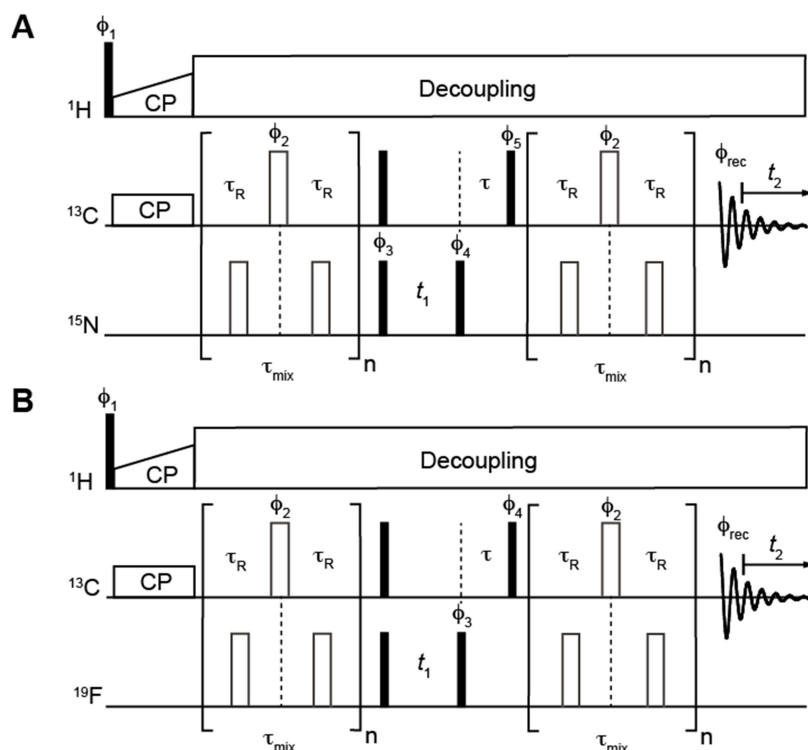 A
ϕ1
CP
Decoupling
1H
ϕ2 ϕ5 ϕ2
τR τR τ τR τR
ϕrec
t2
13C CP
ϕ3 ϕ4
t1
15N
τmix n τmix n
B
ϕ1
CP
Decoupling
1H
ϕ2 ϕ4 ϕ2
τR τR τ τR τR
ϕrec
t2
13C CP
ϕ3
t1
19F
τmix n τmix n